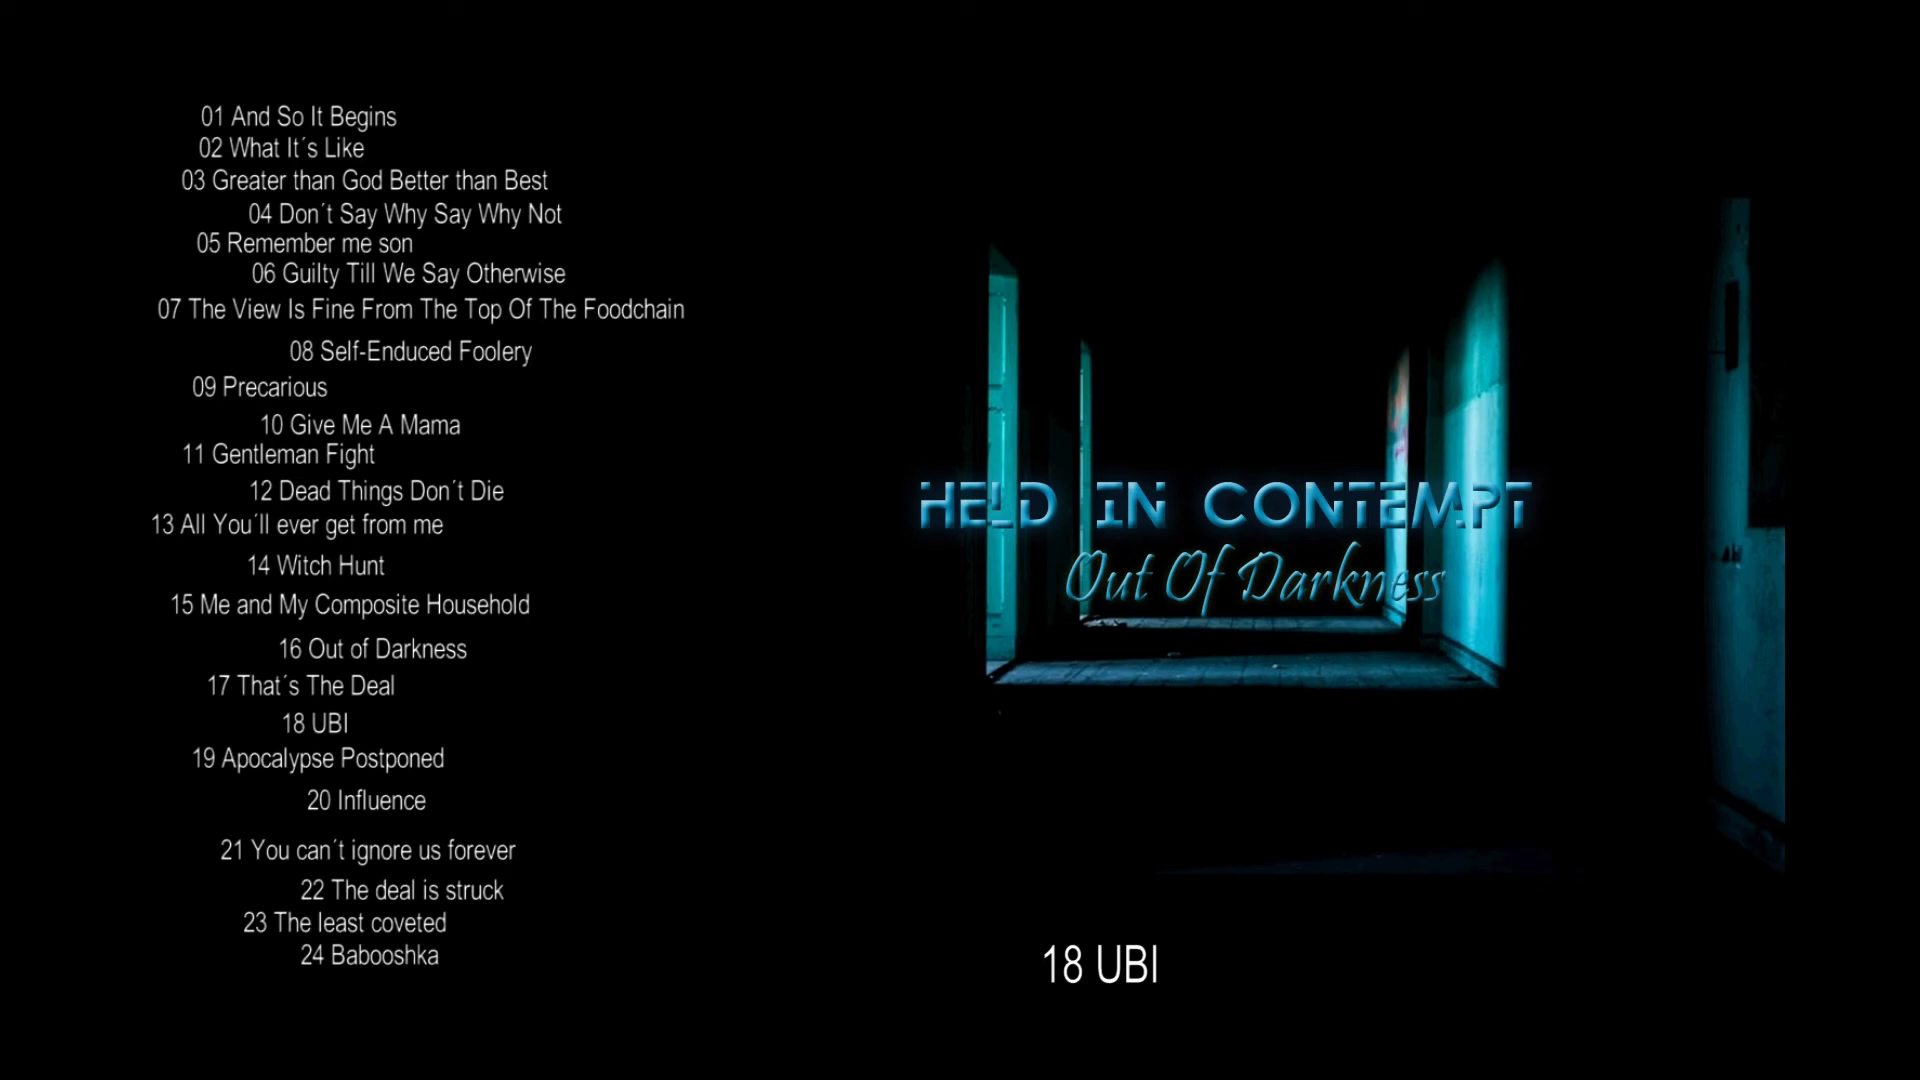 01 And So It Begins
02 What It´s Like
03 Greater than God Better than Best
04 Don´t Say Why Say Why Not
05 Remember me son
06 Guilty Till We Say Otherwise
07 The View Is Fine From The Top Of The Foodchain
08 Self-Enduced Foolery
09 Precarious
10 Give Me A Mama
11 Gentleman Fight
12 Dead Things Don´t Die
13 All You´ll ever get from me
14 Witch Hunt
15 Me and My Composite Household
16 Out of Darkness
17 That´s The Deal
18 UBI
19 Apocalypse Postponed
20 Influence
21 You can´t ignore us forever
22 The deal is struck
23 The least coveted
24 Babooshka
HELD IN CONTEMPT
Out Of Darkness
18 UBI